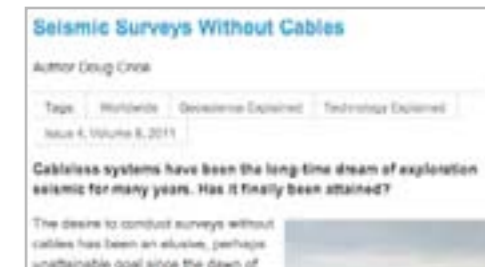 Seismic Surveys Without Cables
Author Doug Crice
Tags Worldwide Geoscience Explained Technology Explained
Issue 4, Volume 8, 2011
Cableless systems have been the long-time dream of exploration
seismic for many years. Has it finally been attained?
The desire to conduct surveys without
cables has been an elusive, perhaps
unattainable goal since the dawn of